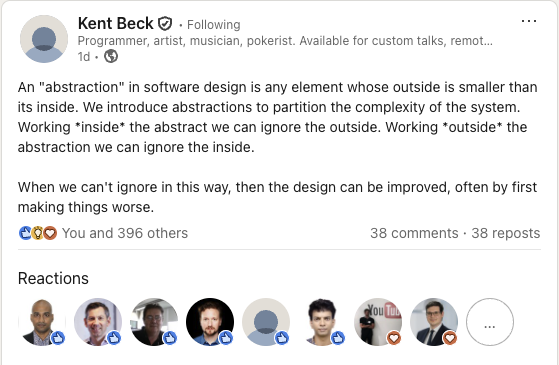 Kent Beck • Following
Programmer, artist, musician, pokerist. Available for custom talks, remot...
1d •
An "abstraction" in software design is any element whose outside is smaller than
its inside. We introduce abstractions to partition the complexity of the system.
Working *inside* the abstract we can ignore the outside. Working *outside* the
abstraction we can ignore the inside.
When we can't ignore in this way, then the design can be improved, often by first
making things worse.
You and 396 others 38 comments · 38 reposts
Reactions
YouTu
...